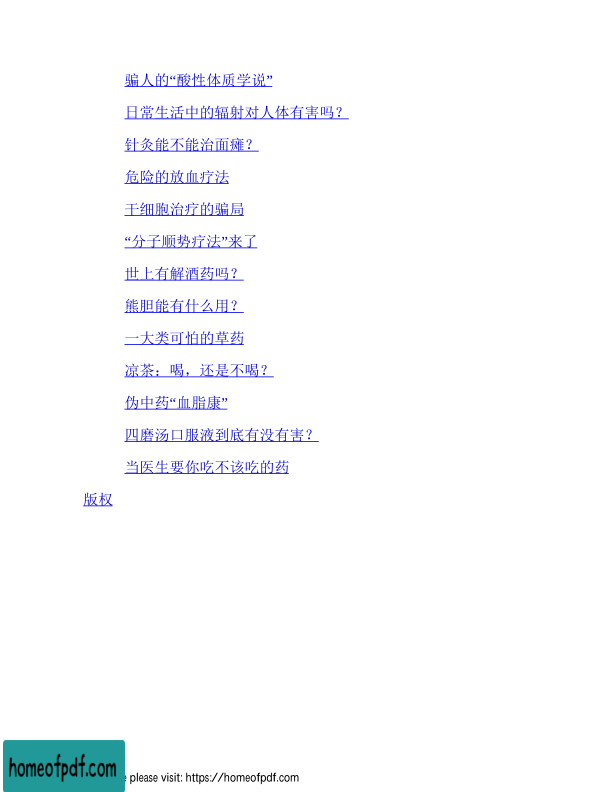 骗人的“酸性体质学说”
日常生活中的辐射对人体有害吗？
针灸能不能治面瘫？
危险的放血疗法
干细胞治疗的骗局
“分子顺势疗法”来了
世上有解酒药吗？
熊胆能有什么用？
一大类可怕的草药
凉茶：喝，还是不喝？
伪中药“血脂康”
四磨汤口服液到底有没有害？
当医生要你吃不该吃的药
版权
homeofpdf.com
e please visit: https://homeofpdf.com